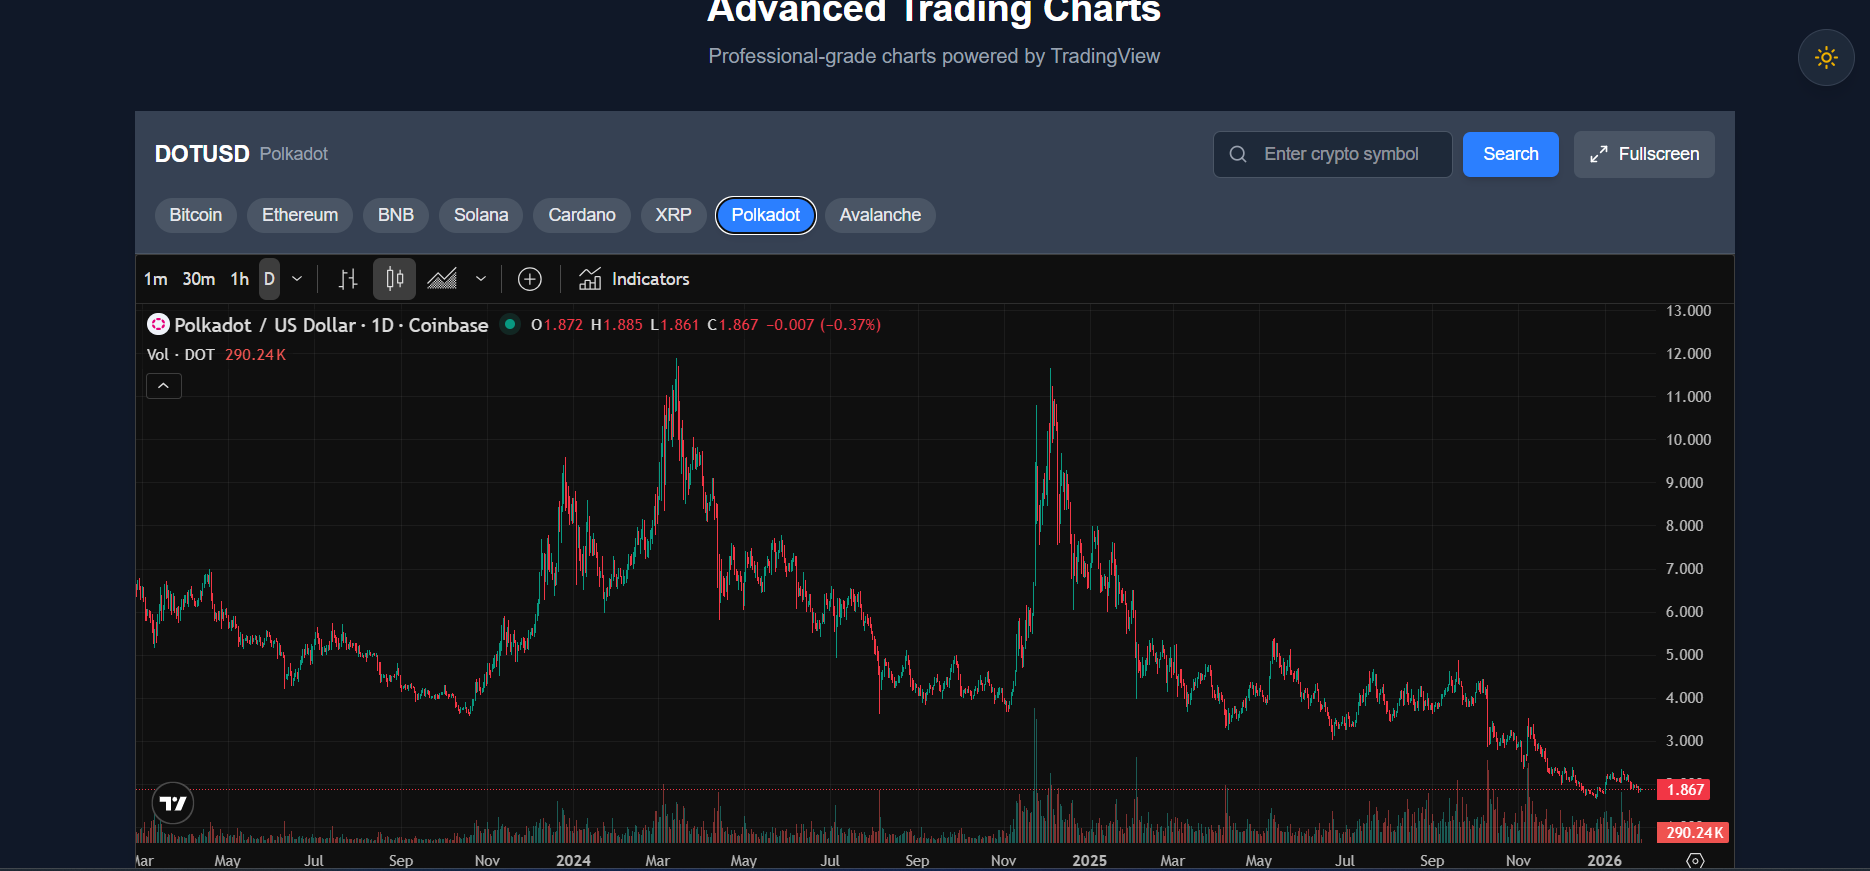 Advanced Trading Charts
Professional-grade charts powered by TradingView
DOTUSD Polkadot
Enter crypto symbol
Search
Fullscreen
Bitcoin Ethereum BNB Solana Cardano XRP Polkadot Avalanche
1m 30m 1h D Indicators
Polkadot / US Dollar · 1D · Coinbase O1.872 H1.885 L1.861 C1.867 −0.007 (−0.37%)
Vol · DOT 290.24K
13.000
12.000
11.000
10.000
9.000
8.000
7.000
6.000
5.000
4.000
3.000
1.867
290.24K
May Jul Sep Nov 2024 Mar May Jul Sep Nov 2025 Mar May Jul Sep Nov 2026